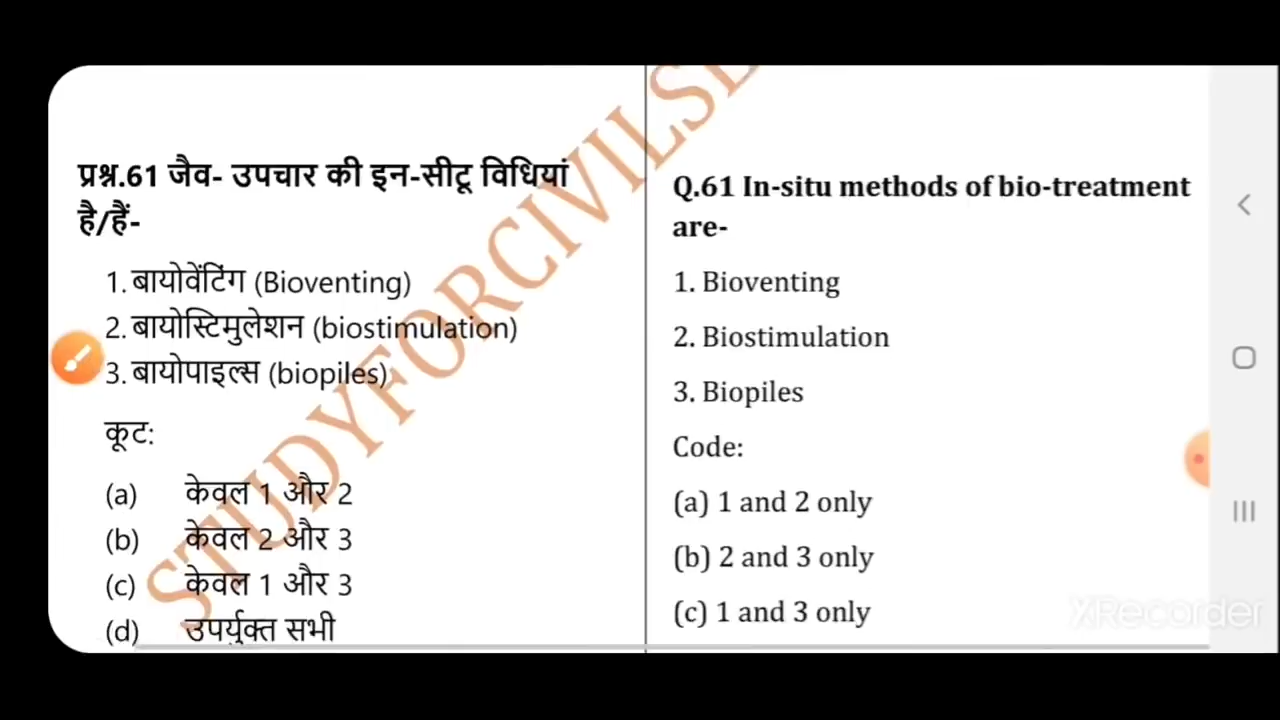 प्रश्न.61 जैव- उपचार की इन-सीटू विधियां
है/हैं-
1. बायोवेंटिंग (Bioventing)
2. बायोस्टिमुलेशन (biostimulation)
3. बायोपाइल्स (biopiles)
कूट:
(a) केवल 1 और 2
(b) केवल 2 और 3
(c) केवल 1 और 3
(d) उपर्युक्त सभी
Q.61 In-situ methods of bio-treatment
are-
1. Bioventing
2. Biostimulation
3. Biopiles
Code:
(a) 1 and 2 only
(b) 2 and 3 only
(c) 1 and 3 only
STUDYFORCIVILSE
XRecorder